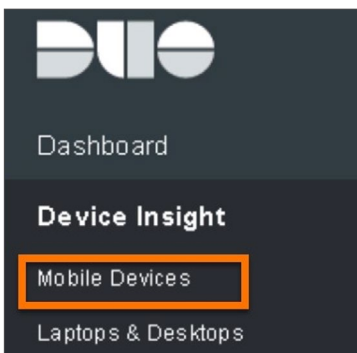 DUO
Dashboard
Device Insight
Mobile Devices
Laptops & Desktops